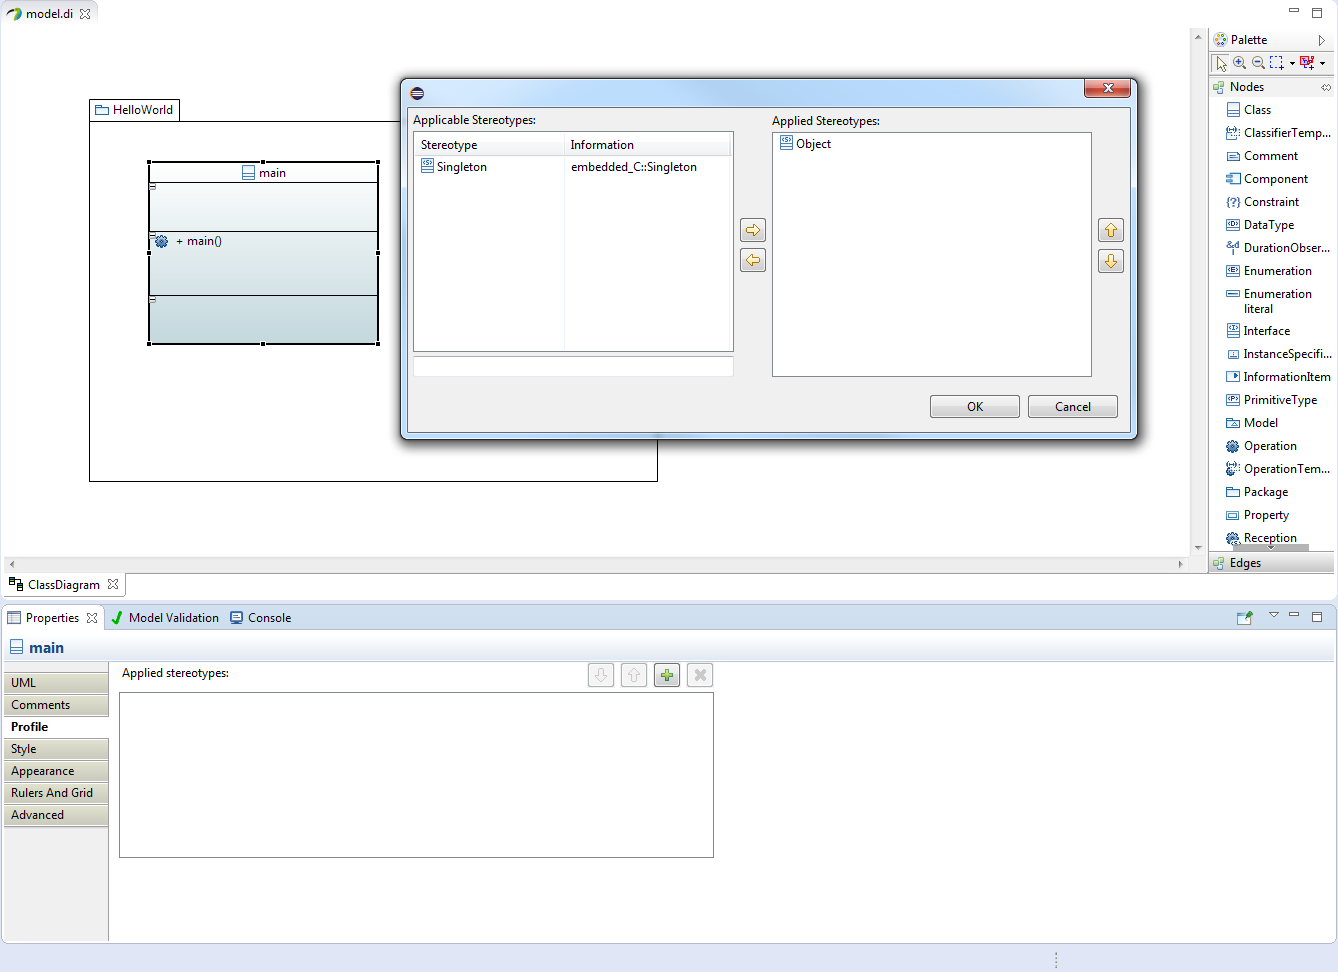 model.di
HelloWorld
main
+ main()
Applicable Stereotypes:
Stereotype Information
Singleton embedded_C::Singleton
Applied Stereotypes:
Object
OK Cancel
Palette
Nodes
Class
ClassifierTemp...
Comment
Component
Constraint
DataType
DurationObser...
Enumeration
Enumeration
literal
Interface
InstanceSpecifi...
InformationItem
PrimitiveType
Model
Operation
OperationTem...
Package
Property
Reception
Edges
ClassDiagram
Properties Model Validation Console
main
UML
Comments
Profile
Style
Appearance
Rulers And Grid
Advanced
Applied stereotypes: